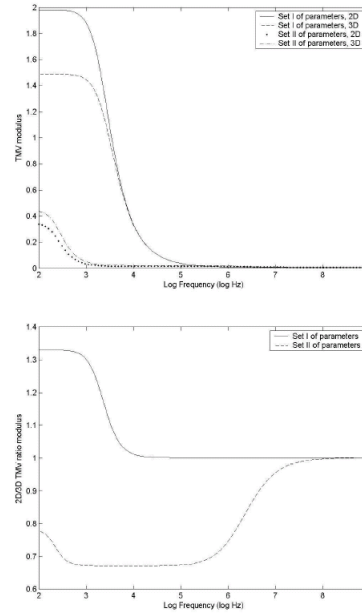 2
1.8
1.6
1.4
1.2
1
0.8
0.6
0.4
0.2
0
TMV modulus
Set I of parameters, 2D
Set I of parameters, 3D
Set II of parameters, 2D
Set II of parameters, 3D
2 3 4 5 6 7 8
Log Frequency (log Hz)
1.4
1.3
1.2
1.1
1
0.9
0.8
0.7
0.6
2D/3D TMV ratio modulus
Set I of parameters
Set II of parameters
2 3 4 5 6 7 8
Log Frequency (log Hz)